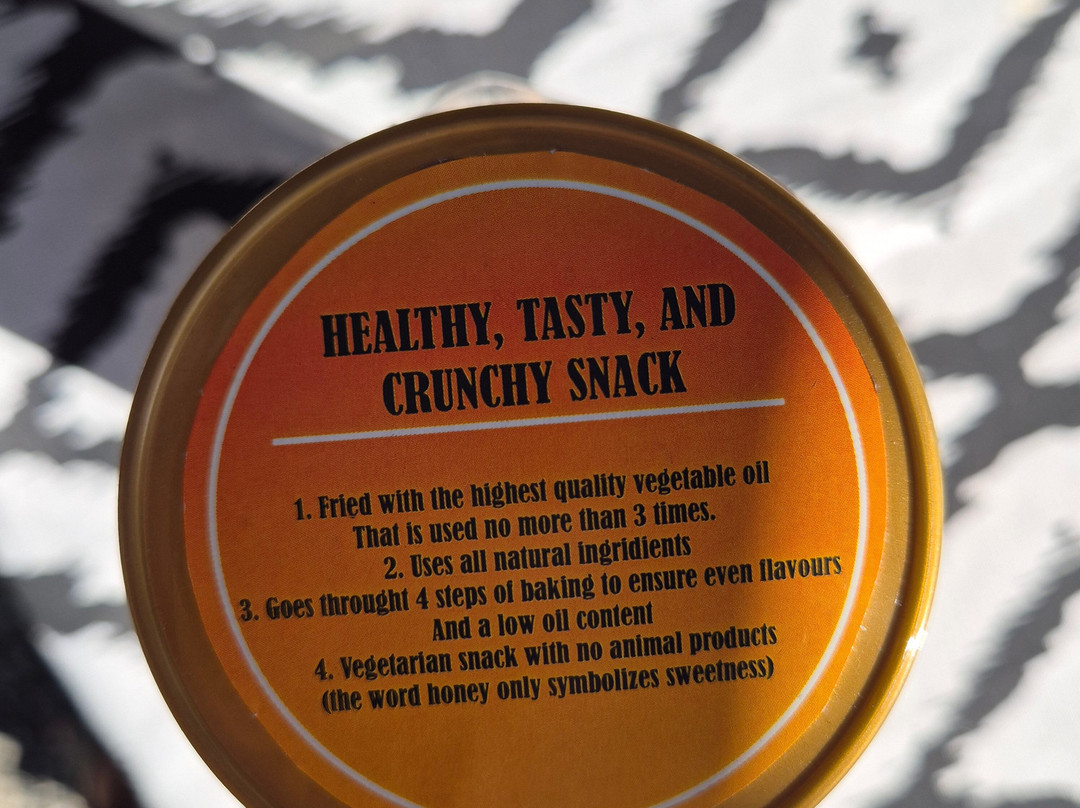 HEALTHY, TASTY, AND
CRUNCHY SNACK
1. Fried with the highest quality vegetable oil
That is used no more than 3 times.
2. Uses all natural ingridients
3. Goes throught 4 steps of baking to ensure even flavours
And a low oil content
4. Vegetarian snack with no animal products
(the word honey only symbolizes sweetness)